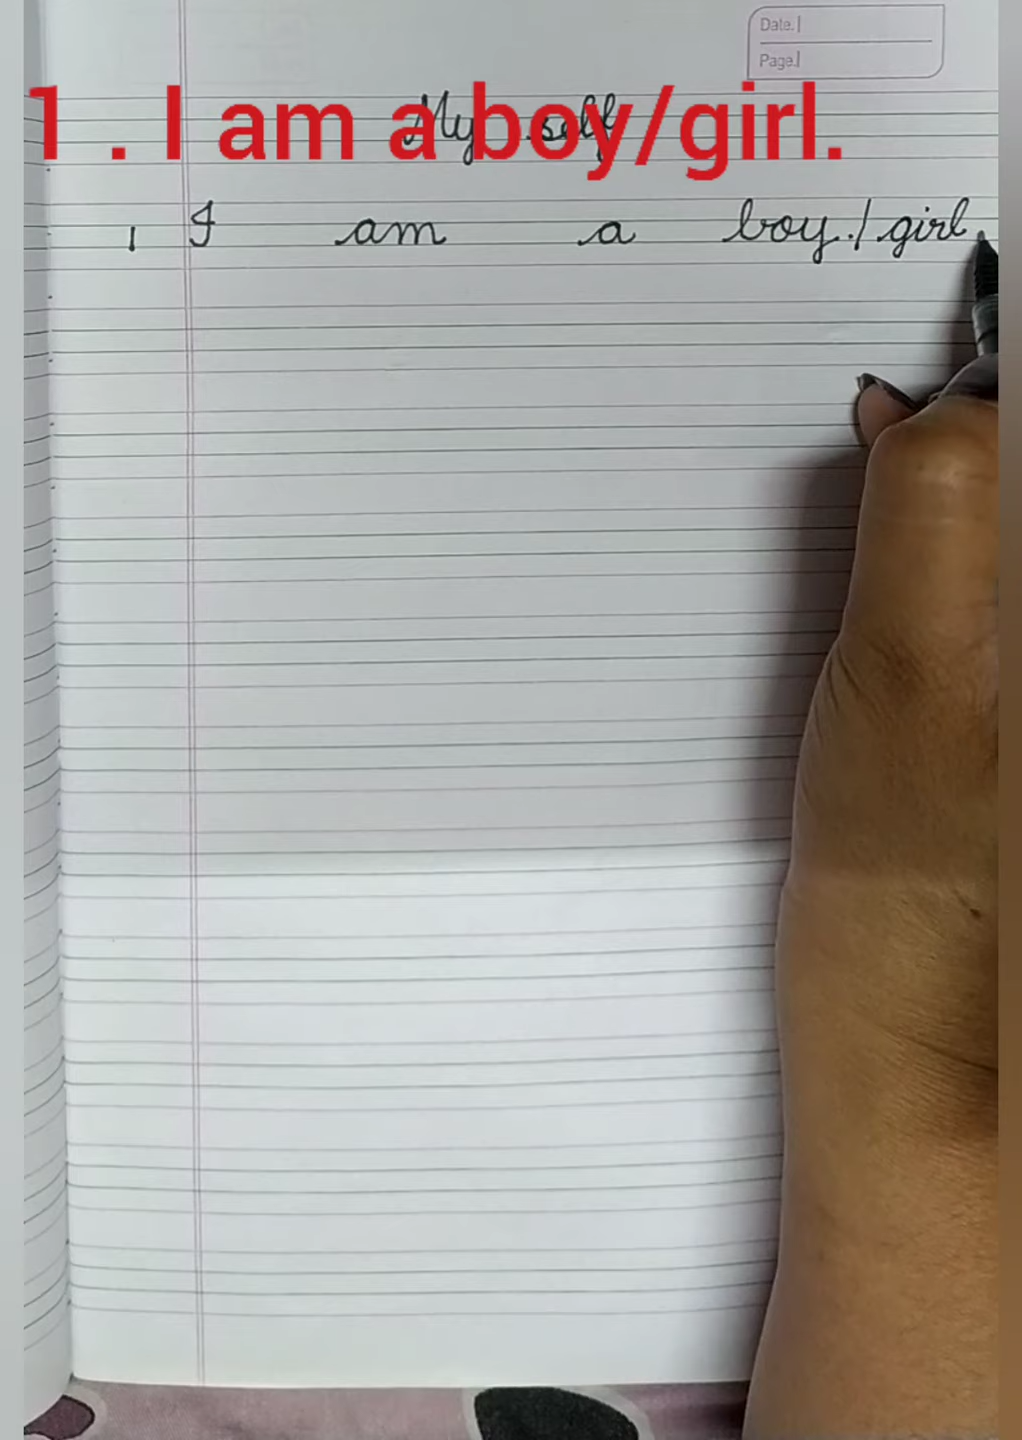 Date.
Page.
1 . I am a boy/girl.
My self
1 I am a boy./girl.